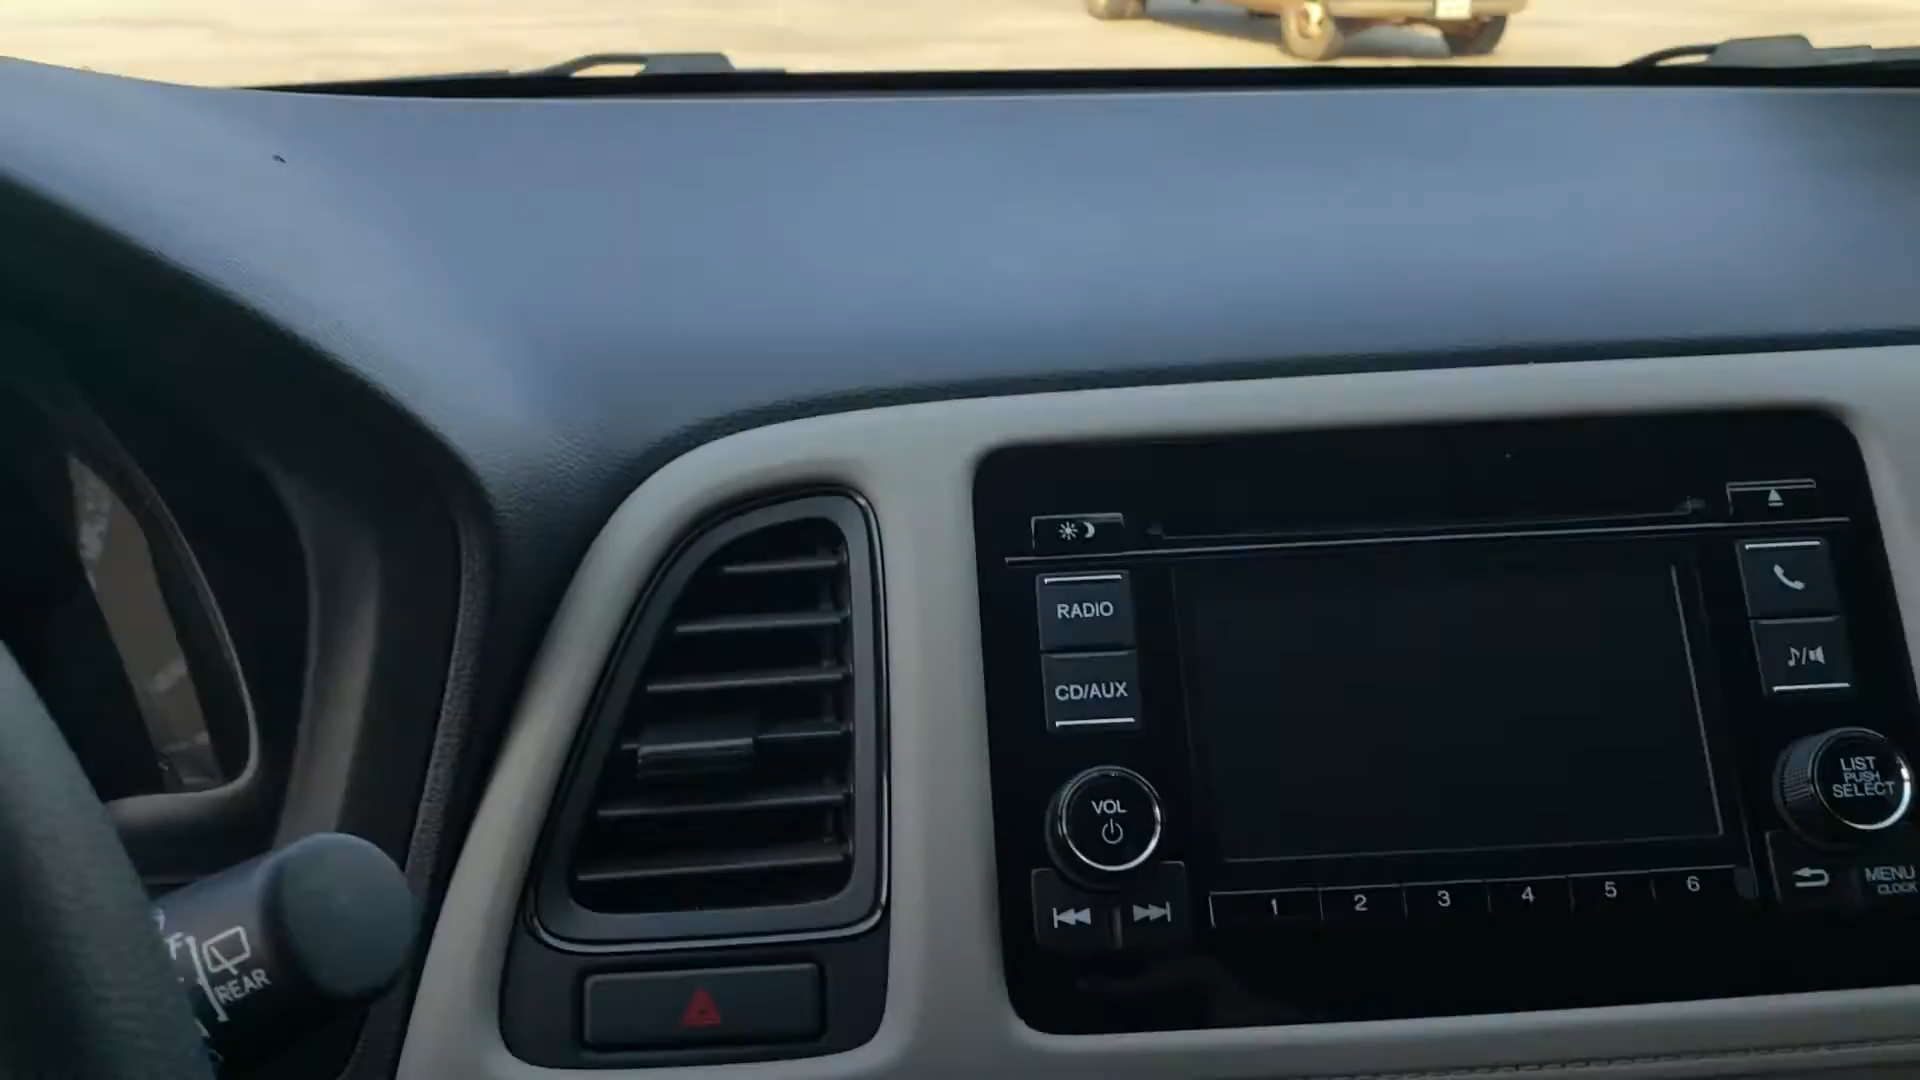 RADIO
CD/AUX
VOL
LIST
PUSH
SELECT
1 2 3 4 5 6
MENU
CLOCK
REAR